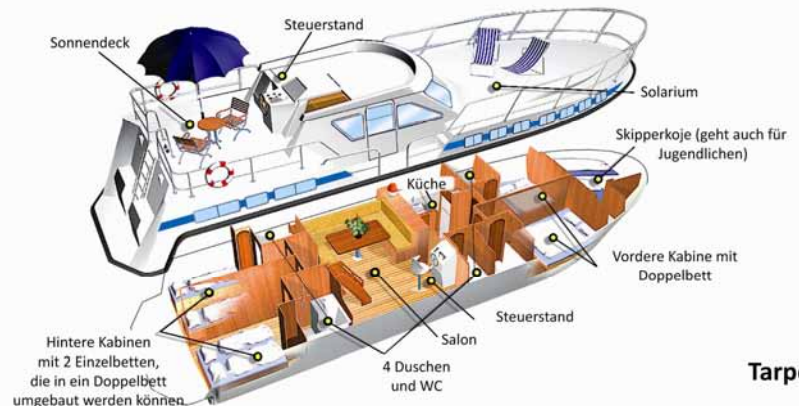 Steuerstand
Sonnendeck
Solarium
Skipperkoje (geht auch für
Jugendlichen)
Küche
Vordere Kabine mit
Doppelbett
Steuerstand
Salon
4 Duschen
und WC
Hintere Kabinen
mit 2 Einzelbetten,
die in ein Doppelbett
umgebaut werden können